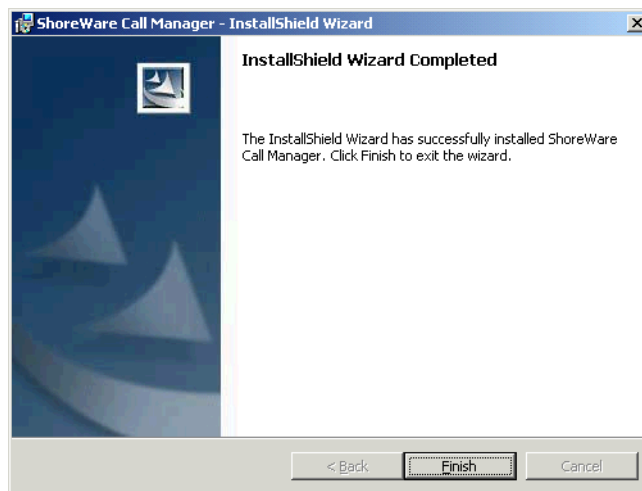 ShoreWare Call Manager - InstallShield Wizard
InstallShield Wizard Completed
The InstallShield Wizard has successfully installed ShoreWare
Call Manager. Click Finish to exit the wizard.
< Back
Finish
Cancel